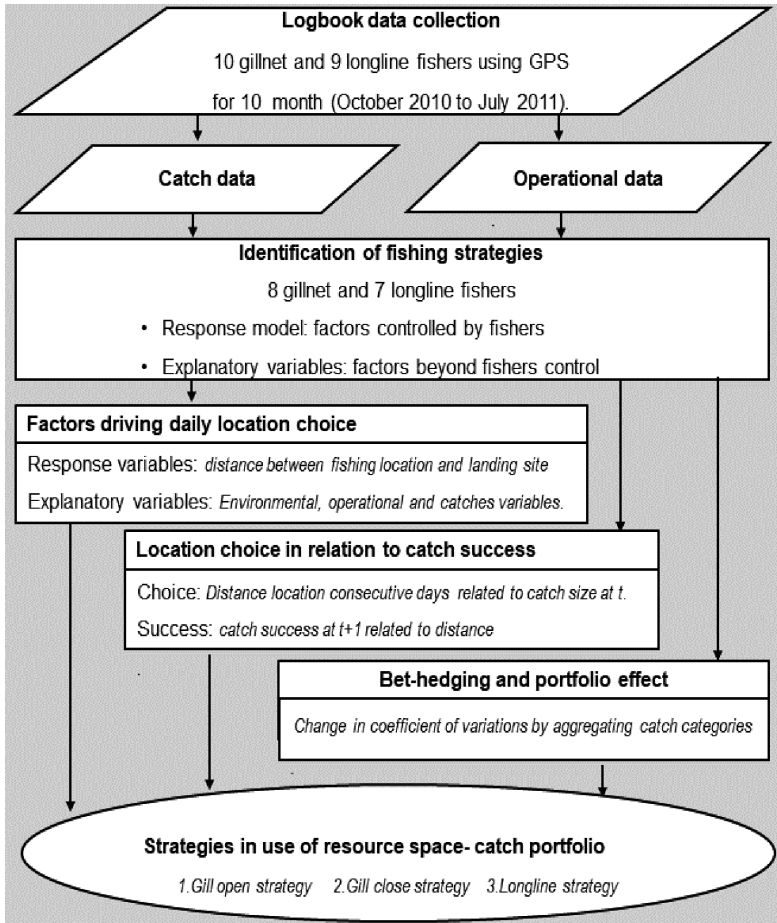 Logbook data collection
10 gillnet and 9 longline fishers using GPS
for 10 month (October 2010 to July 2011).
Catch data
Operational data
Identification of fishing strategies
8 gillnet and 7 longline fishers
• Response model: factors controlled by fishers
• Explanatory variables: factors beyond fishers control
Factors driving daily location choice
Response variables: distance between fishing location and landing site
Explanatory variables: Environmental, operational and catches variables.
Location choice in relation to catch success
Choice: Distance location consecutive days related to catch size at t.
Success: catch success at t+1 related to distance
Bet-hedging and portfolio effect
Change in coefficient of variations by aggregating catch categories
Strategies in use of resource space- catch portfolio
1.Gill open strategy 2.Gill close strategy 3.Longline strategy